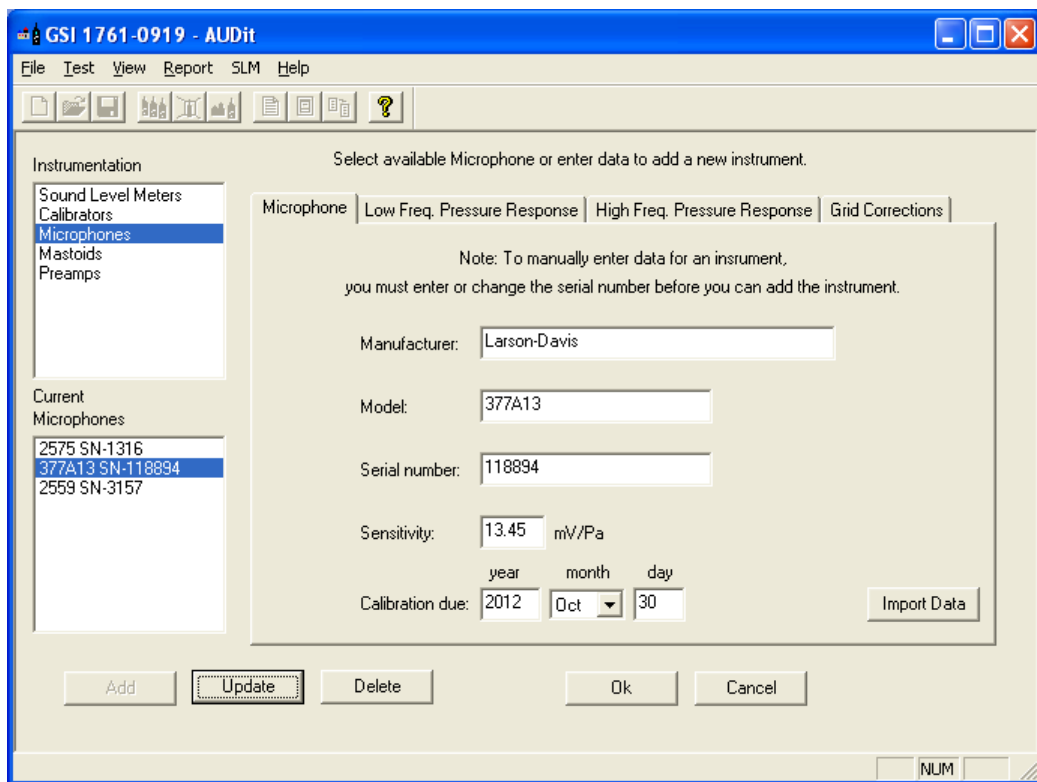 GSI 1761-0919 - AUDit
File Test View Report SLM Help
Instrumentation
Sound Level Meters
Calibrators
Microphones
Mastoids
Preamps
Current
Microphones
2575 SN-1316
377A13 SN-118894
2559 SN-3157
Select available Microphone or enter data to add a new instrument.
Microphone Low Freq. Pressure Response High Freq. Pressure Response Grid Corrections
Note: To manually enter data for an insrument,
you must enter or change the serial number before you can add the instrument.
Manufacturer: Larson-Davis
Model: 377A13
Serial number: 118894
Sensitivity: 13.45 mV/Pa
year month day
Calibration due: 2012 Oct 30
Import Data
Add Update Delete Ok Cancel
NUM